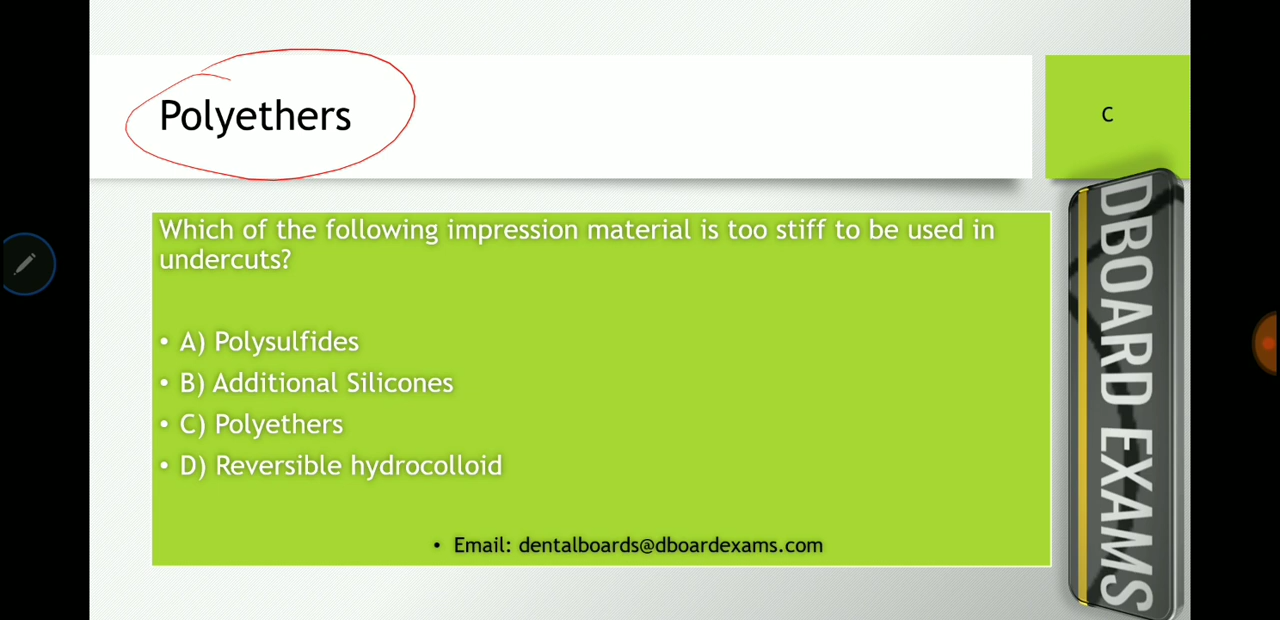 Polyethers
C
Which of the following impression material is too stiff to be used in
undercuts?
• A) Polysulfides
• B) Additional Silicones
• C) Polyethers
• D) Reversible hydrocolloid
• Email: dentalboards@dboardexams.com
DBOARD EXAMS